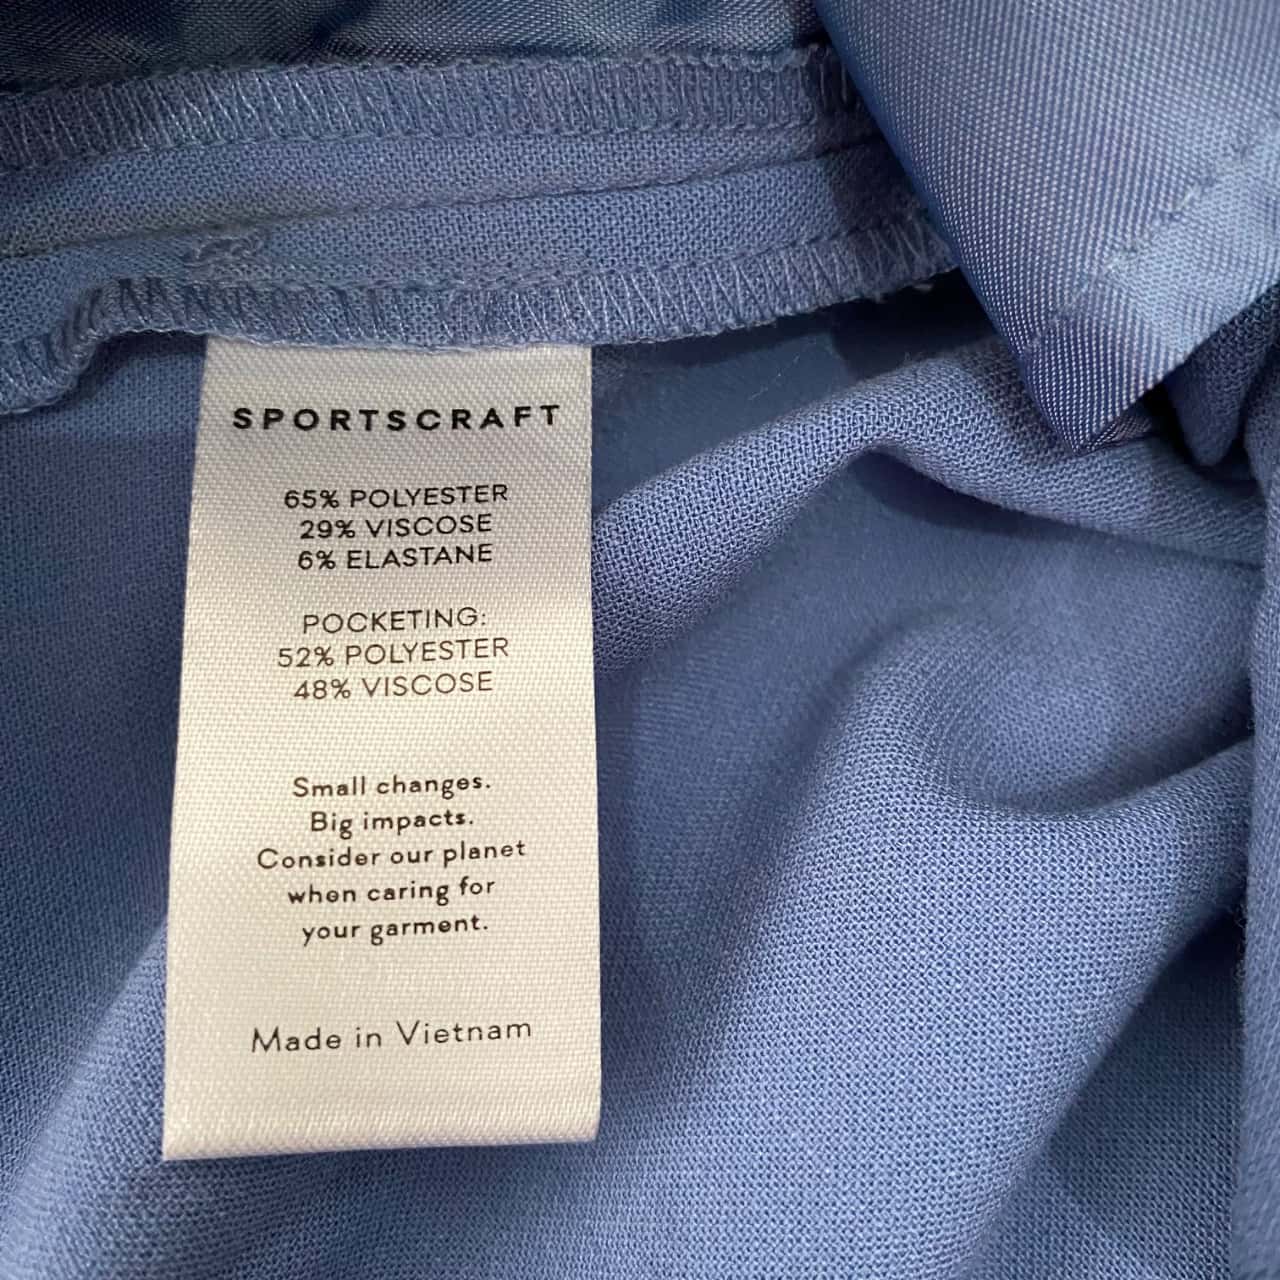 SPORTSCRAFT
65% POLYESTER
29% VISCOSE
6% ELASTANE
POCKETING:
52% POLYESTER
48% VISCOSE
Small changes.
Big impacts.
Consider our planet
when caring for
your garment.
Made in Vietnam